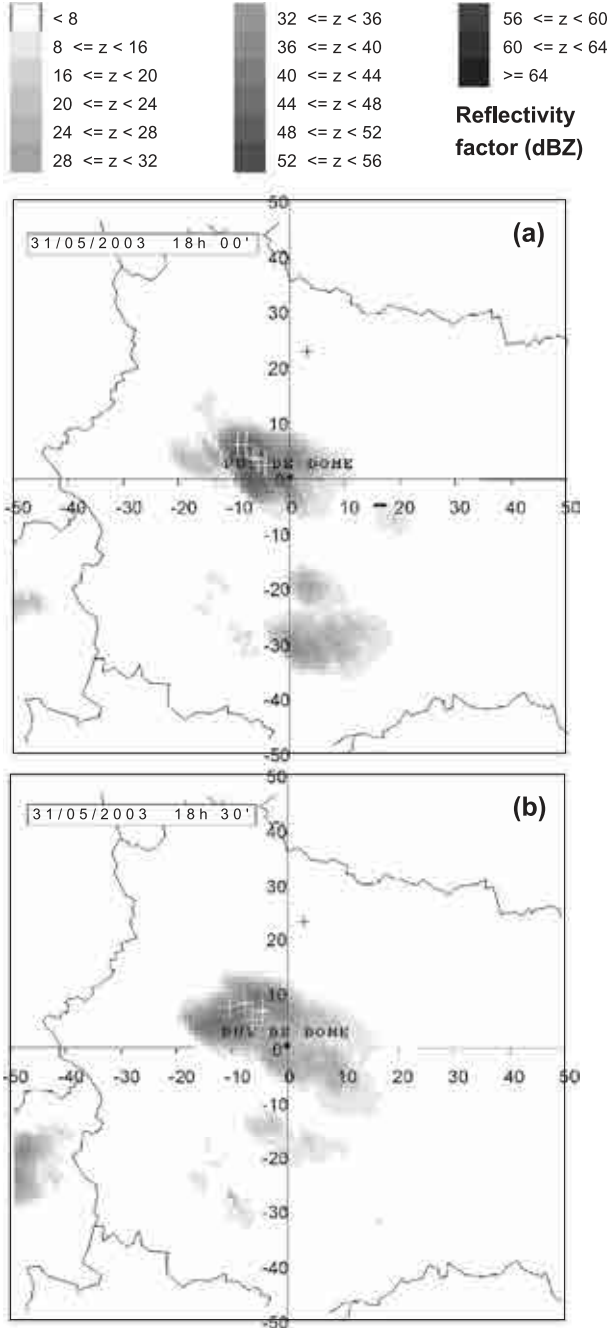 < 8
8 <= z < 16
16 <= z < 20
20 <= z < 24
24 <= z < 28
28 <= z < 32
32 <= z < 36
36 <= z < 40
40 <= z < 44
44 <= z < 48
48 <= z < 52
52 <= z < 56
56 <= z < 60
60 <= z < 64
>= 64
Reflectivity
factor (dBZ)
50
31/05/2003 18h 00'
(a)
40
30
20
10
PUY DE DOME
0
-50 -40 -30 -20 -10 0 10 20 30 40 50
-10
-20
-30
-40
-50
50
31/05/2003 18h 30'
(b)
40
30
20
10
PUY DE DOME
0
-50 -40 -30 -20 -10 0 10 20 30 40 50
-10
-20
-30
-40
-50